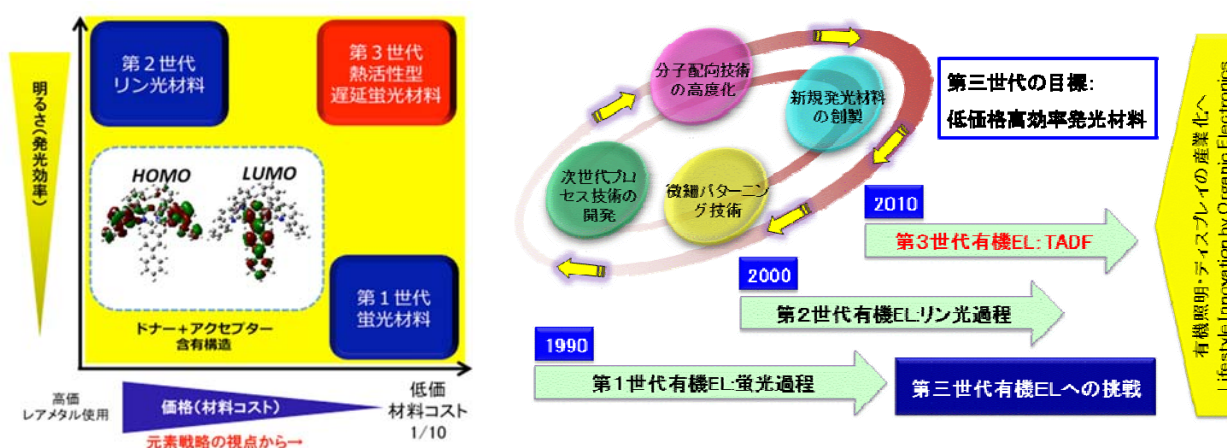 第２世代
リン光材料
第３世代
熱活性型
遅延蛍光材料
明るさ(発光効率)
HOMO
LUMO
第１世代
蛍光材料
ドナー＋アクセプター
含有構造
高価
レアメタル使用
価格(材料コスト)
低価
材料コスト
1/10
元素戦略の視点から→
分子配向技術
の高度化
新規発光材料
の創製
次世代プロ
セス技術の
開発
微細パターニン
グ技術
第三世代の目標:
低価格高効率発光材料
2010
第３世代有機EL: TADF
2000
第２世代有機EL:リン光過程
1990
第１世代有機EL:蛍光過程
第三世代有機ELへの挑戦
有機照明・ディスプレイの産業化へ
Lifestyle Innovation by Organic Electronics